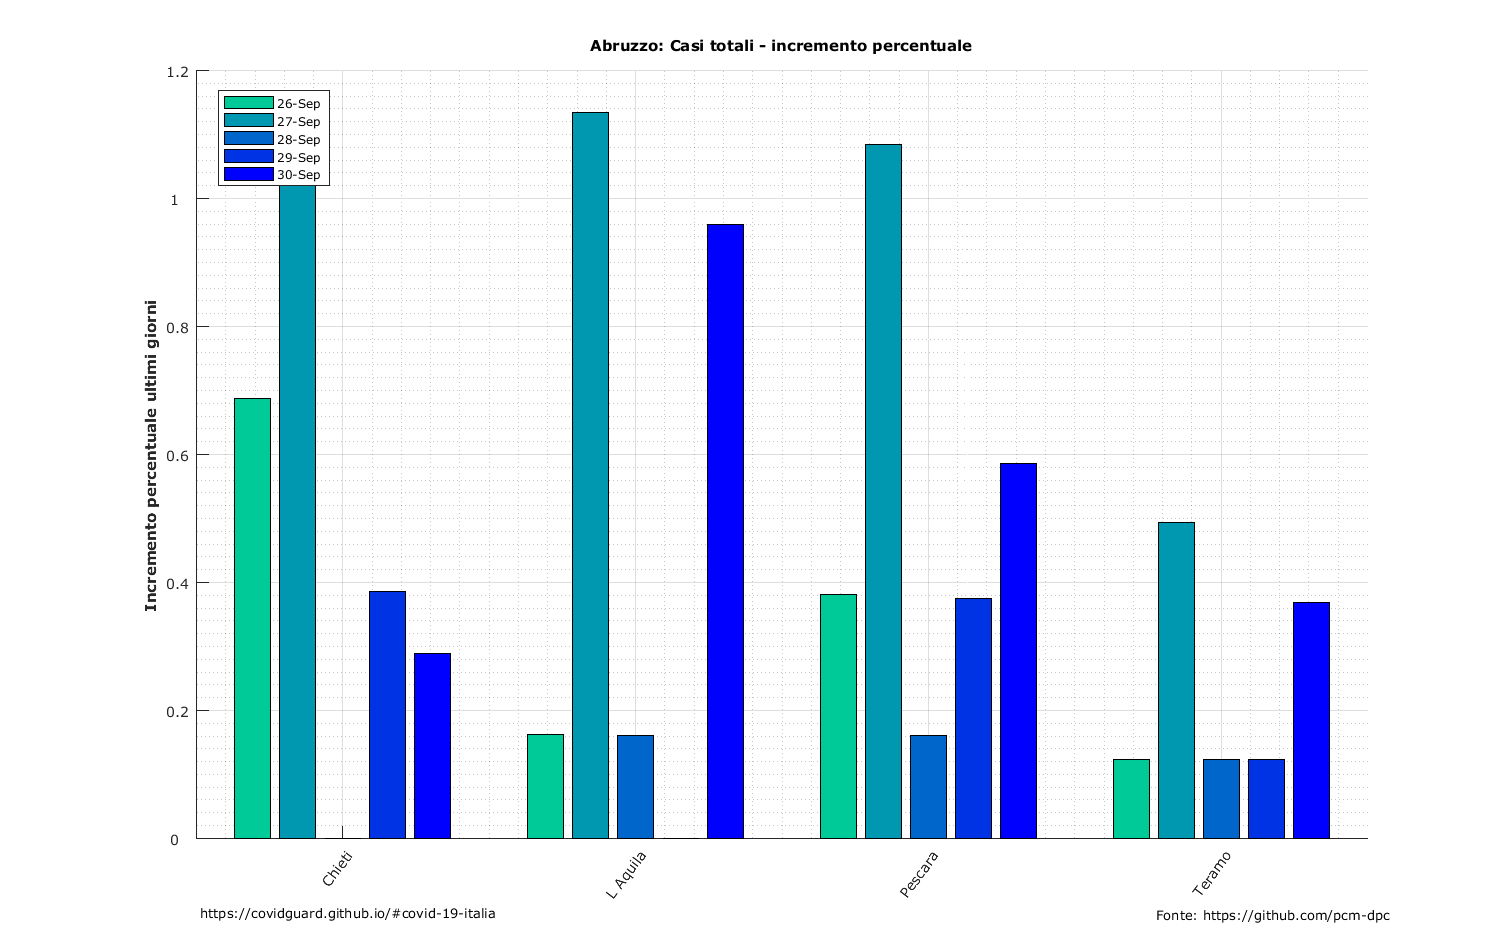 Abruzzo: Casi totali - incremento percentuale
1.2
1
0.8
0.6
0.4
0.2
0
Incremento percentuale ultimi giorni
26-Sep
27-Sep
28-Sep
29-Sep
30-Sep
Chieti
L Aquila
Pescara
Teramo
https://covidguard.github.io/#covid-19-italia
Fonte: https://github.com/pcm-dpc